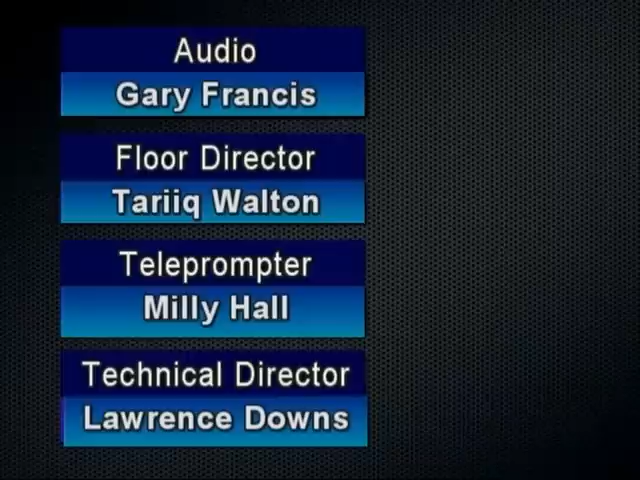 Audio
Gary Francis
Floor Director
Tariiq Walton
Teleprompter
Milly Hall
Technical Director
Lawrence Downs